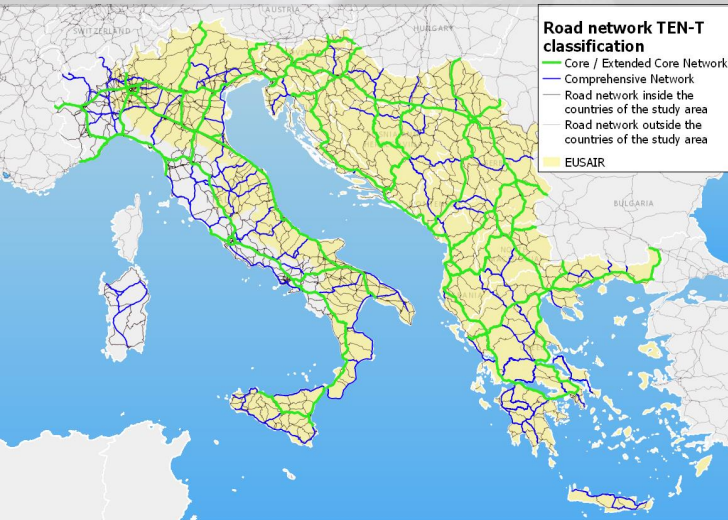 AUSTRIA
SWITZERLAND
HUNGARY
BULGARIA
Road network TEN-T
classification
Core / Extended Core Network
Comprehensive Network
Road network inside the
countries of the study area
Road network outside the
countries of the study area
EUSAIR